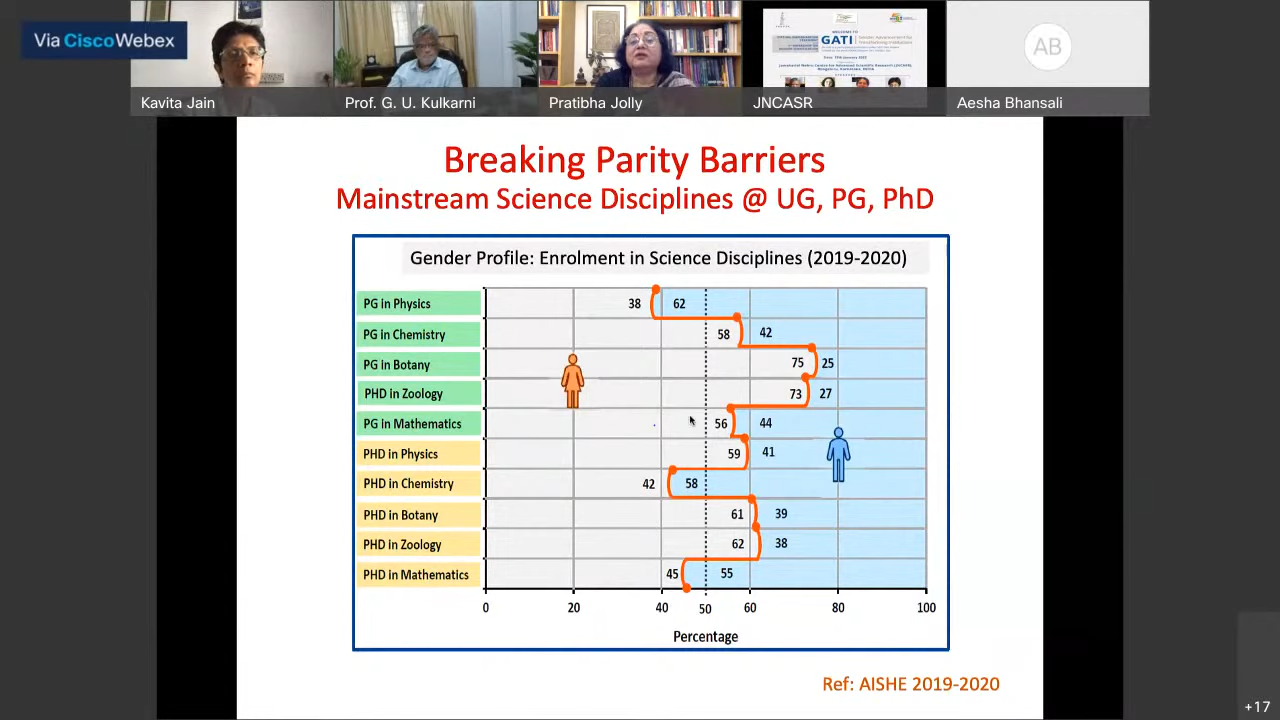 Via CiscoWebex
Kavita Jain
Prof. G. U. Kulkarni
Pratibha Jolly
WELCOME TO
GATI
JNCASR
AB
Aesha Bhansali
Breaking Parity Barriers
Mainstream Science Disciplines @ UG, PG, PhD
Gender Profile: Enrolment in Science Disciplines (2019-2020)
PG in Physics 38 62
PG in Chemistry 58 42
PG in Botany 75 25
PHD in Zoology 73 27
PG in Mathematics 56 44
PHD in Physics 59 41
PHD in Chemistry 42 58
PHD in Botany 61 39
PHD in Zoology 62 38
PHD in Mathematics 45 55
0 20 40 50 60 80 100
Percentage
Ref: AISHE 2019-2020
+17